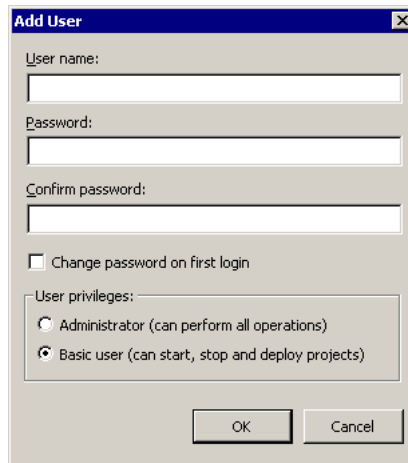 Add User
User name:
Password:
Confirm password:
Change password on first login
User privileges:
Administrator (can perform all operations)
Basic user (can start, stop and deploy projects)
OK Cancel